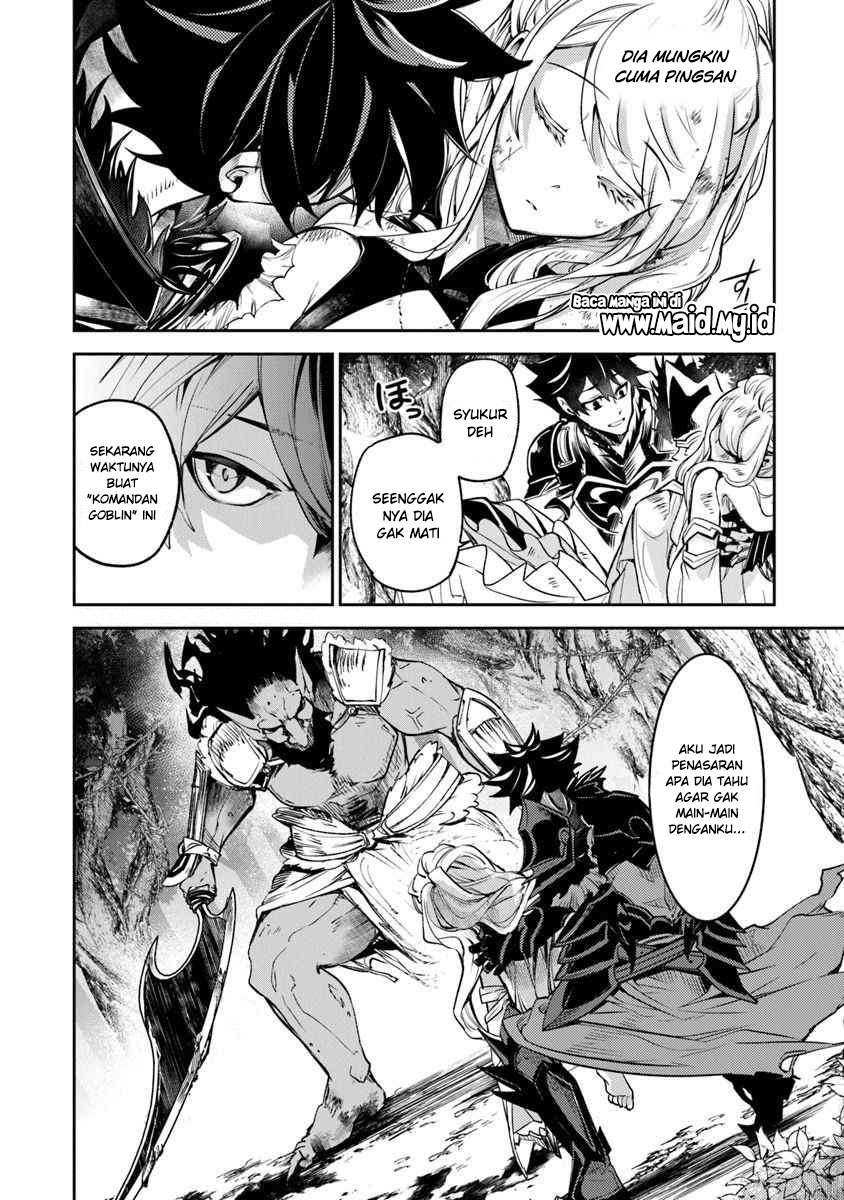 DIA MUNGKIN
CUMA PINGSAN
す
Baca Manga ini di
www.Maid.My.id
ほっ
SYUKUR
DEH
SEENGGAK
NYA DIA
GAK MATI
SEKARANG
WAKTUNYA
BUAT
"KOMANDAN
GOBLIN" INI
AKU JADI
PENASARAN
APA DIA TAHU
AGAR GAK
MAIN-MAIN
DENGANKU...